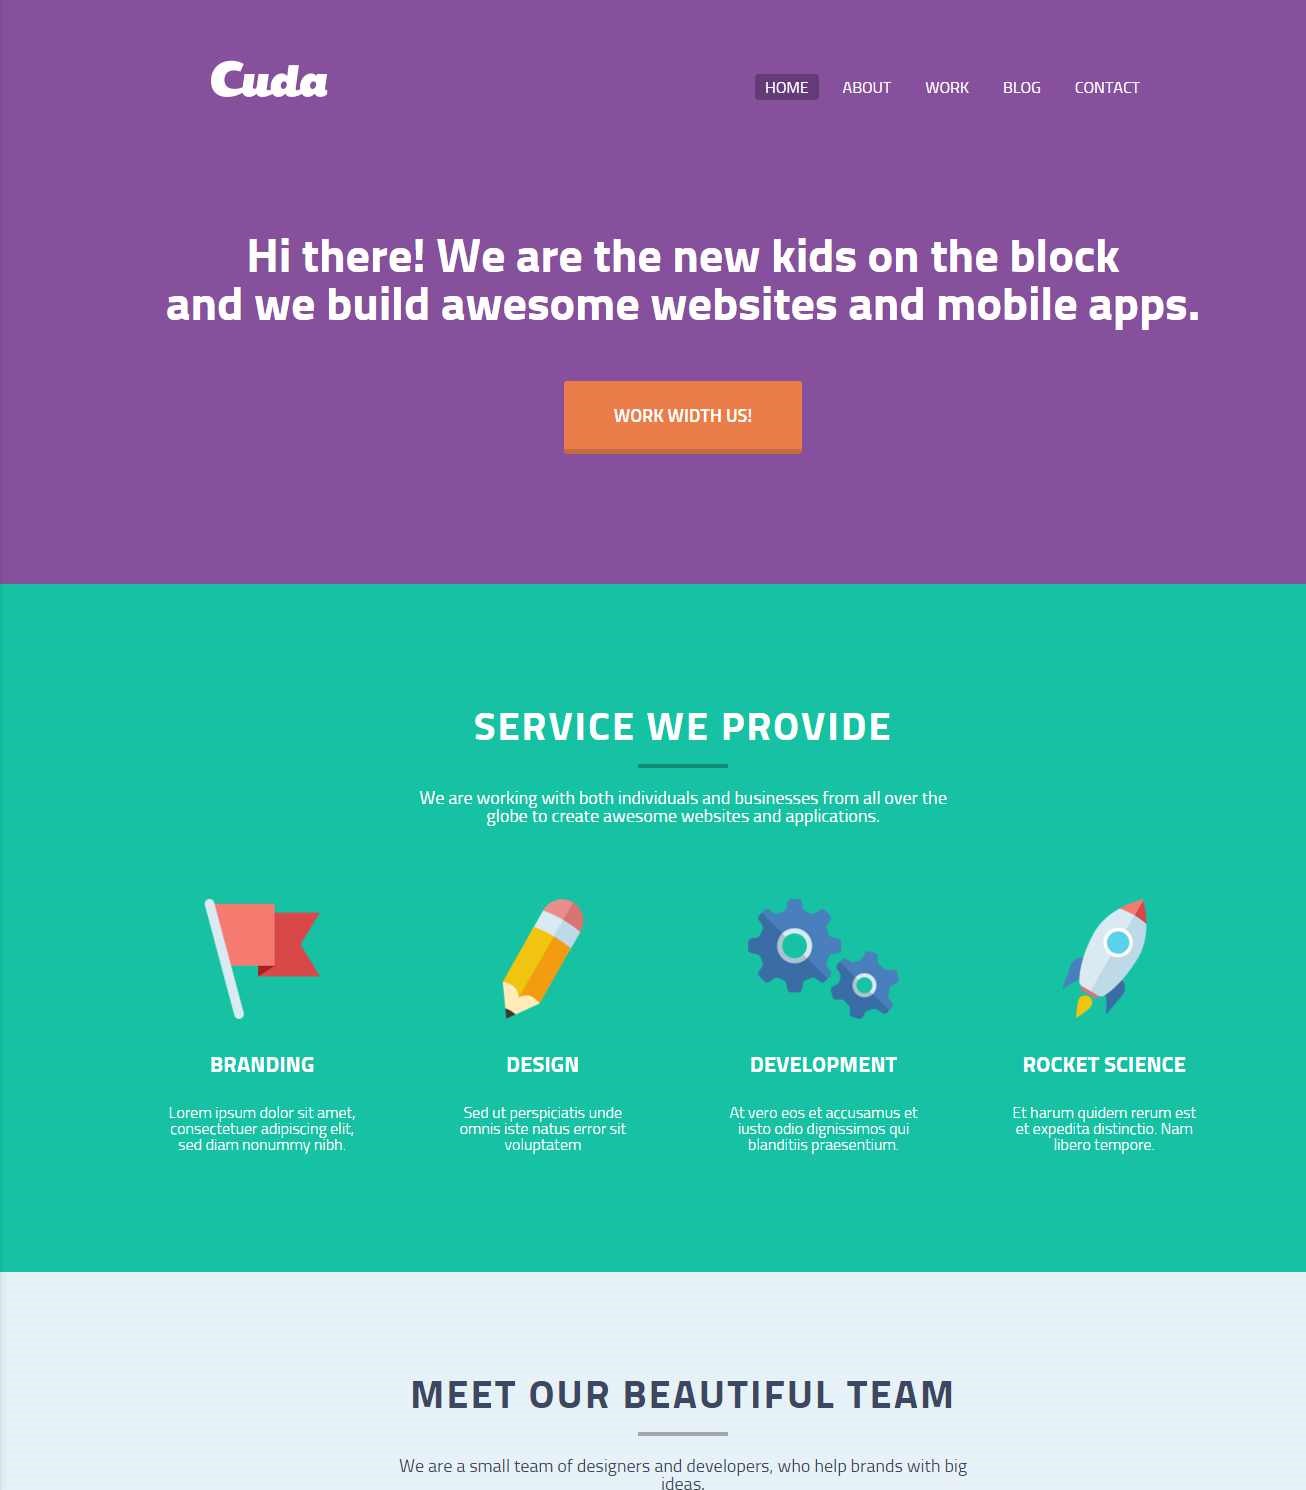 Cuda
HOME ABOUT WORK BLOG CONTACT
Hi there! We are the new kids on the block
and we build awesome websites and mobile apps.
WORK WIDTH US!
SERVICE WE PROVIDE
We are working with both individuals and businesses from all over the
globe to create awesome websites and applications.
BRANDING
Lorem ipsum dolor sit amet,
consectetuer adipiscing elit,
sed diam nonummy nibh.
DESIGN
Sed ut perspiciatis unde
omnis iste natus error sit
voluptatem
DEVELOPMENT
At vero eos et accusamus et
iusto odio dignissimos qui
blanditiis praesentium.
ROCKET SCIENCE
Et harum quidem rerum est
et expedita distinctio. Nam
libero tempore.
MEET OUR BEAUTIFUL TEAM
We are a small team of designers and developers, who help brands with big
ideas.